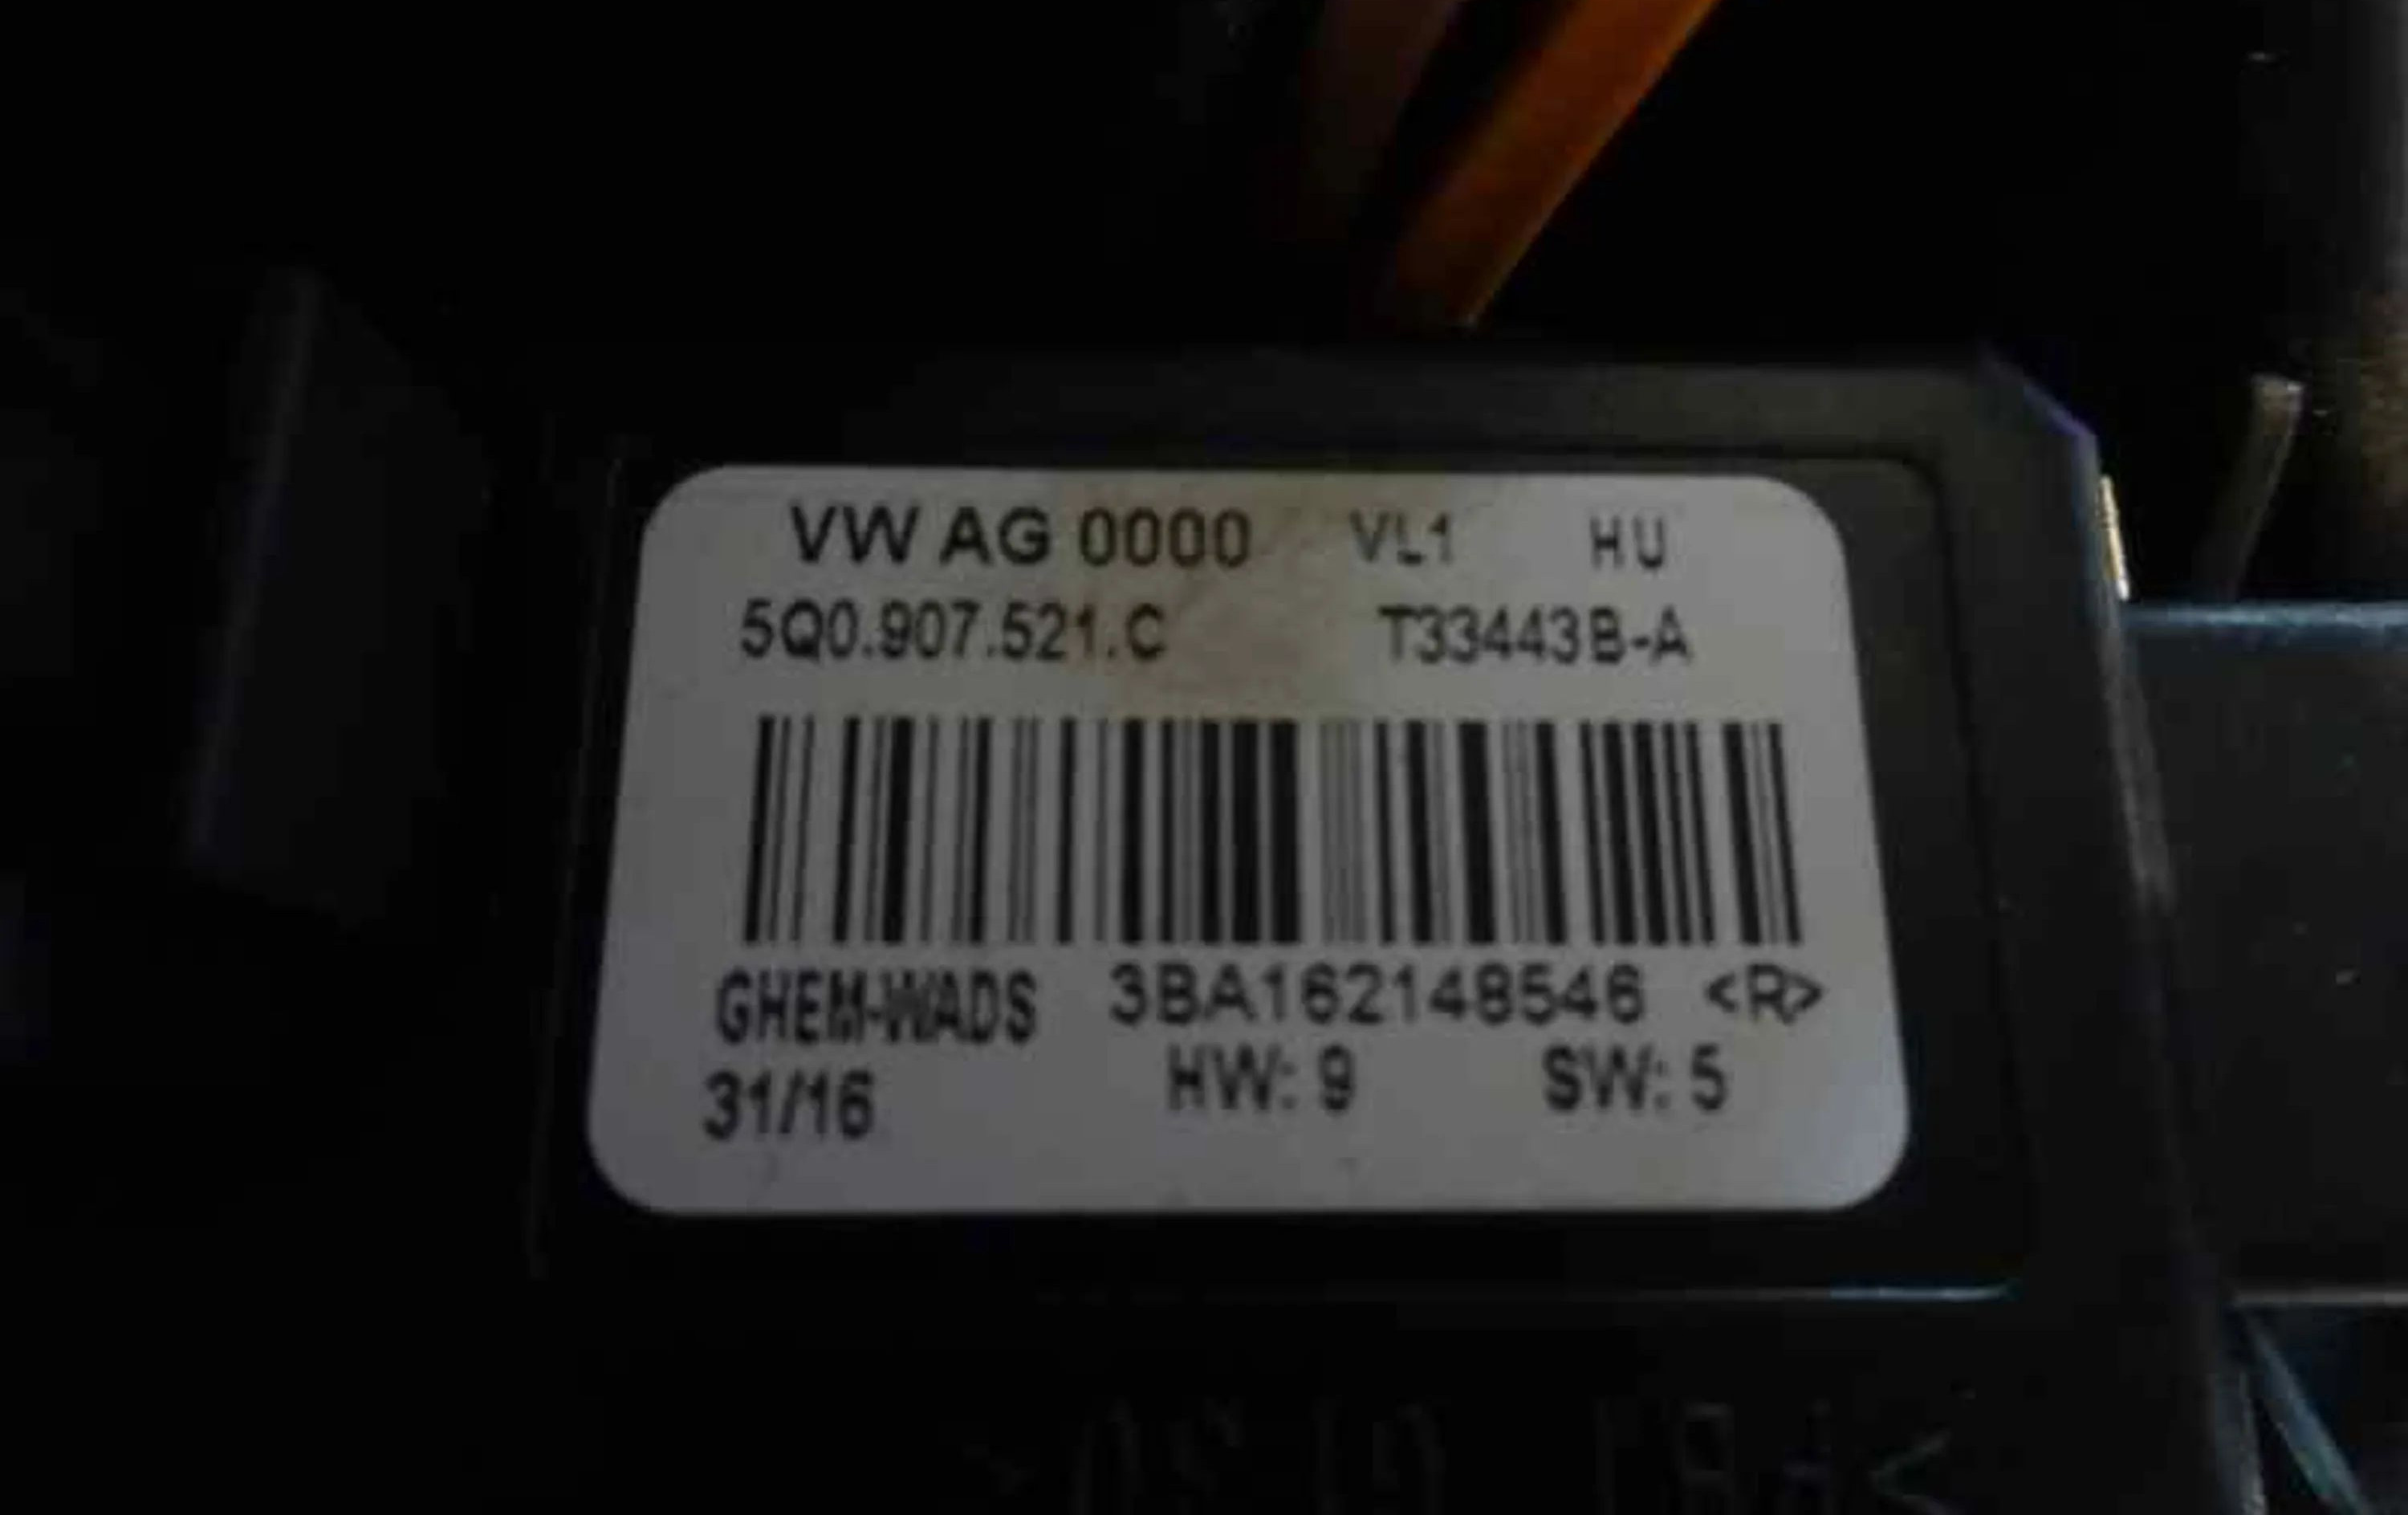 VW AG 0000 VL1 HU
5Q0.907.521.C T33443B-A
GHEM-WADS 3BA162148546 <R>
31/16 HW: 9 SW: 5